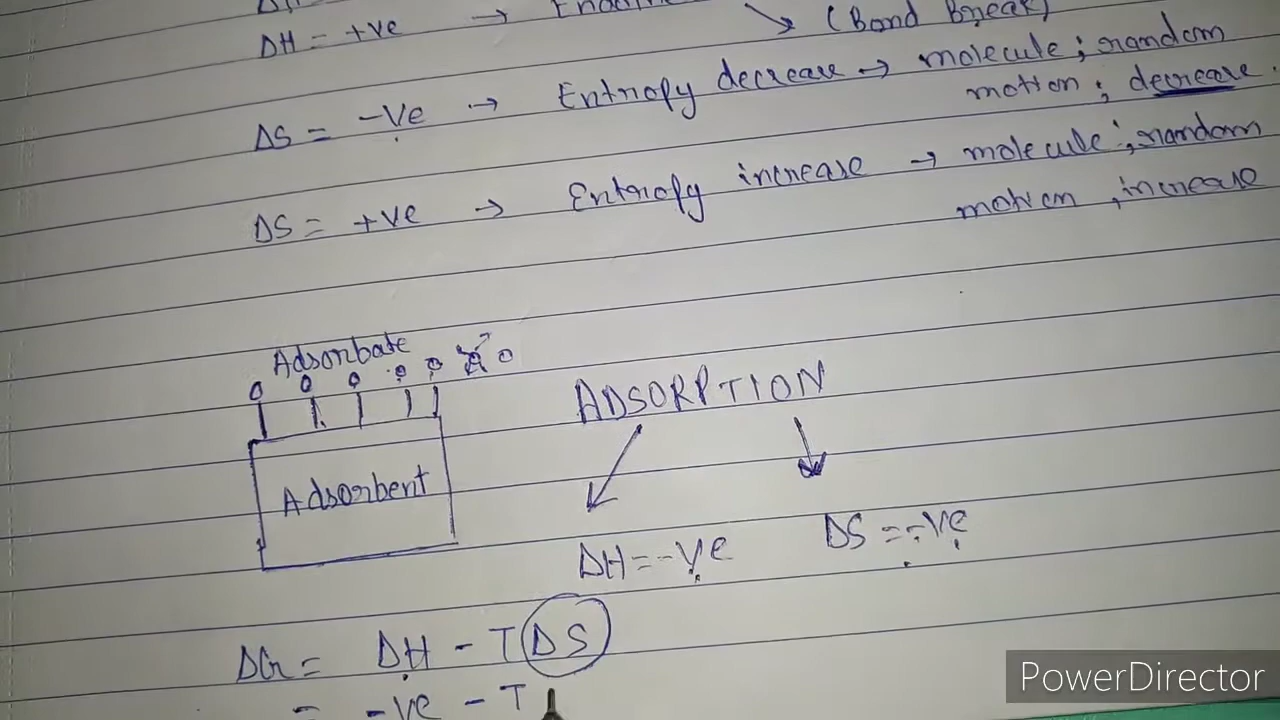 ΔH = +ve →
(Bond Break)
ΔS = -ve → Entropy decrease → molecule ; random
motion ; decrease.
ΔS = +ve → Entropy increase → molecule ; random
motion , increase
Adsorbate
Adsorbent
ADSORPTION
ΔH = -ve
ΔS = -ve
ΔG = ΔH - TΔS
= -ve - T
PowerDirector